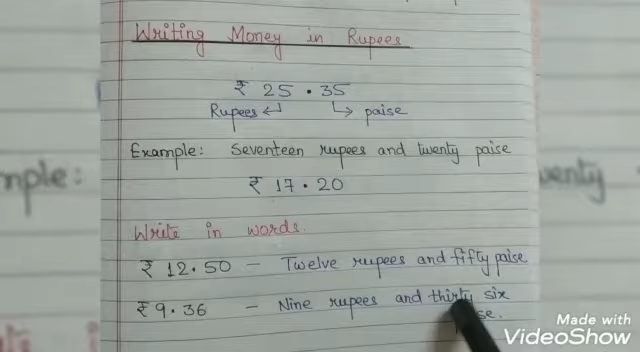 Writing Money in Rupees
₹ 25 . 35
Rupees ↵ ↳ paise
Example: Seventeen rupees and twenty paise
₹ 17 . 20
Write in words.
₹ 12 . 50 – Twelve rupees and fifty paise
₹ 9 . 36 – Nine rupees and thirty six
Made with
VideoShow